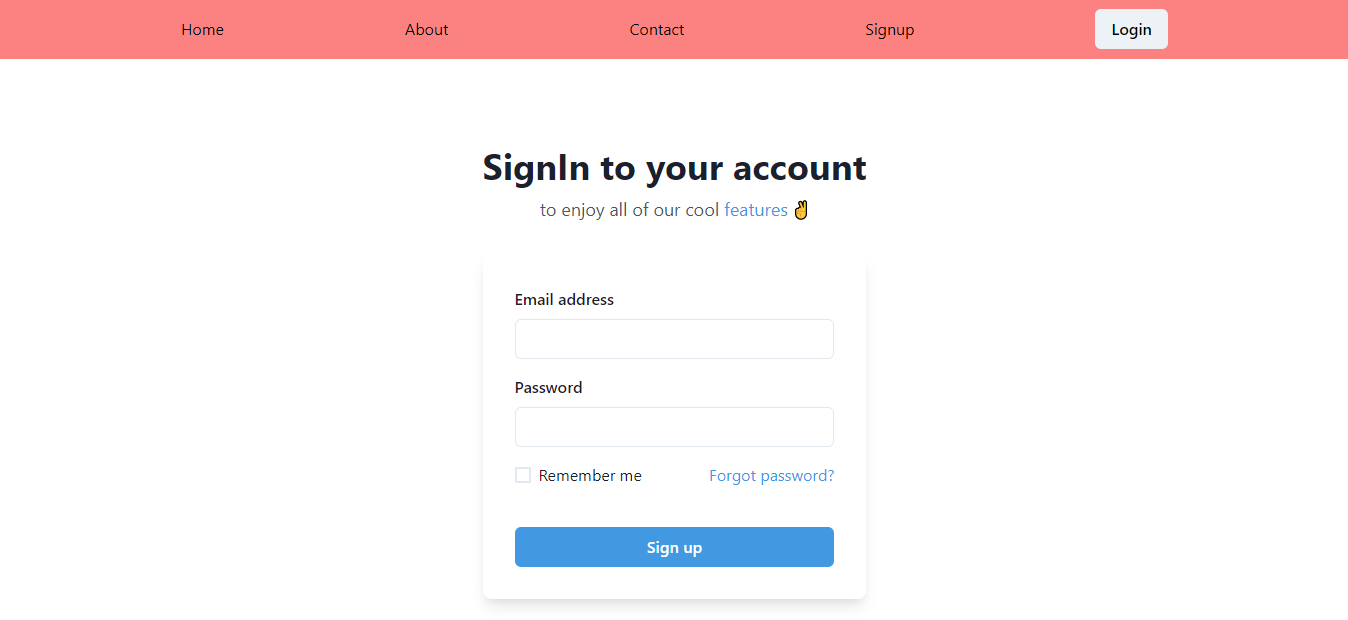 Home About Contact Signup Login
SignIn to your account
to enjoy all of our cool features ✌
Email address
Password
Remember me Forgot password?
Sign up